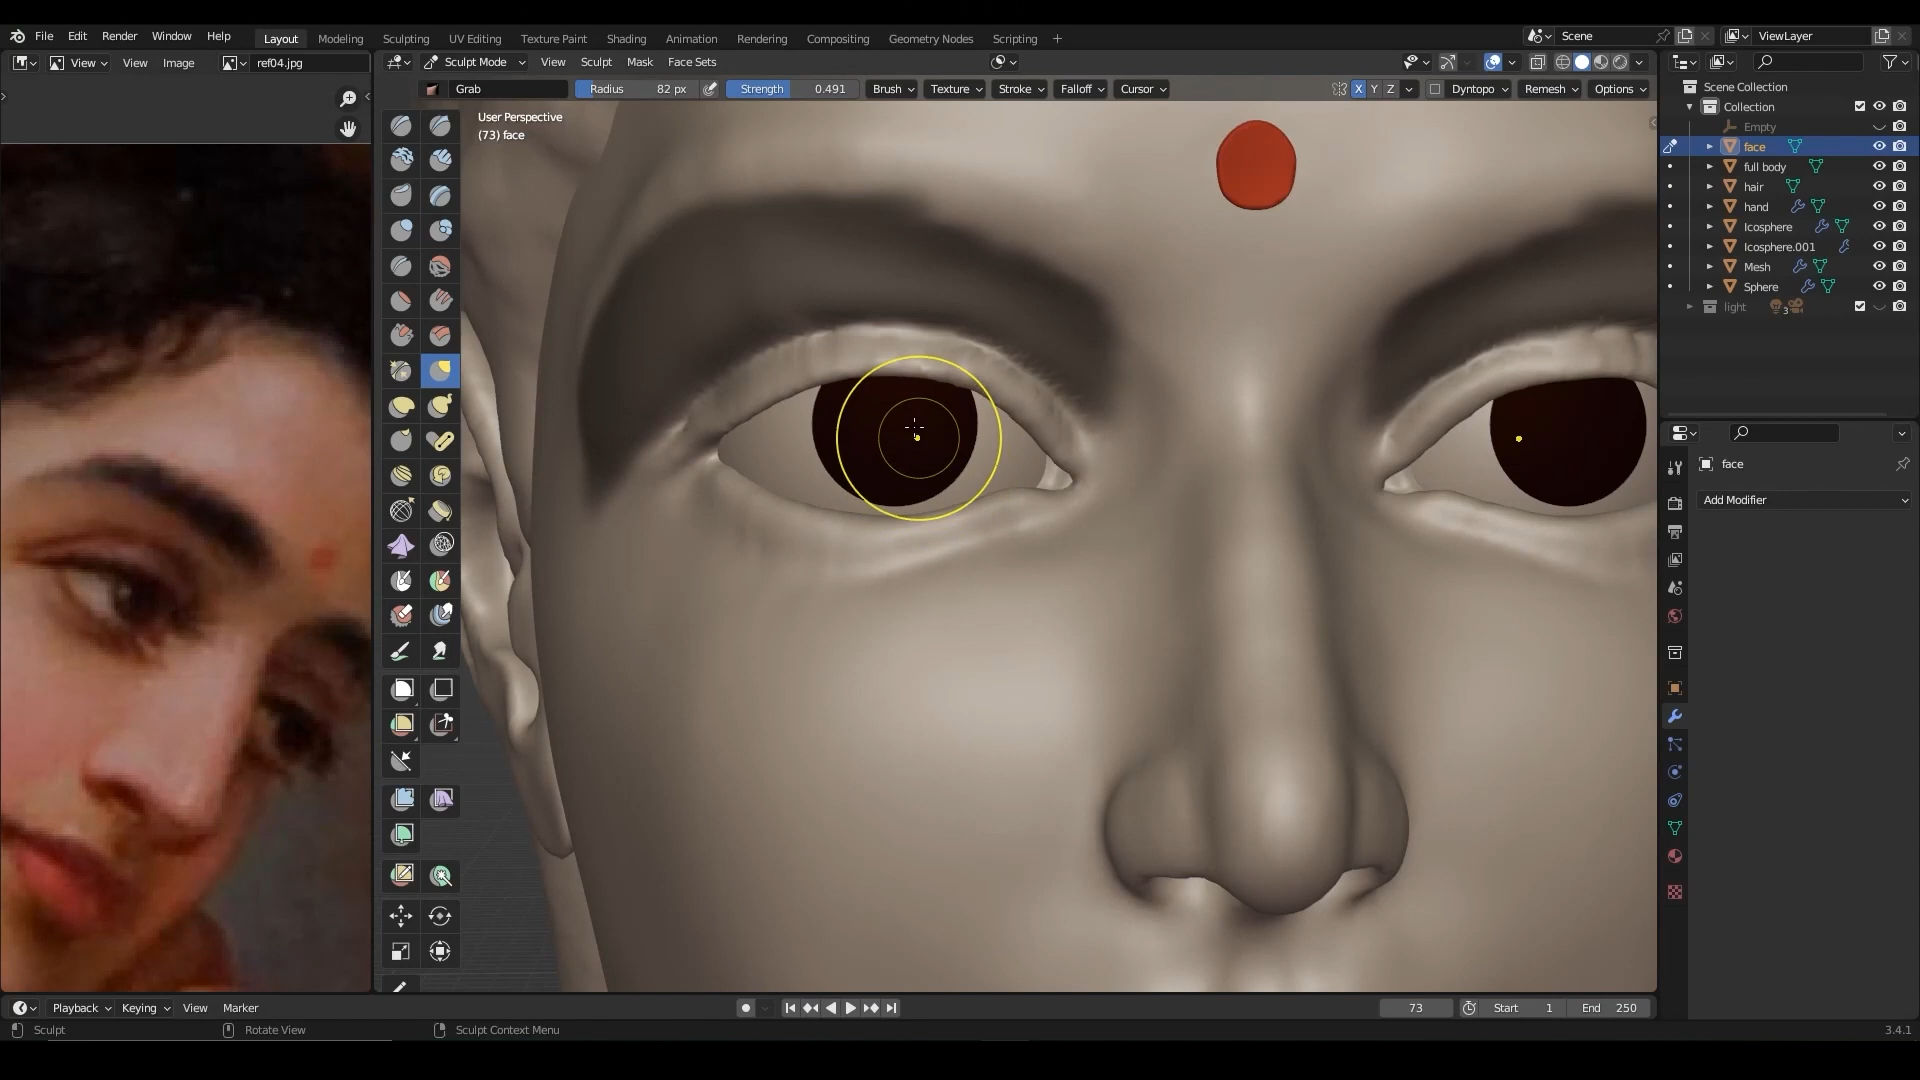 File Edit Render Window Help Layout Modeling Sculpting UV Editing Texture Paint Shading Animation Rendering Compositing Geometry Nodes Scripting + Scene ViewLayer
View View Image ref04.jpg Sculpt Mode View Sculpt Mask Face Sets
Grab Radius 82 px Strength 0.491 Brush Texture Stroke Falloff Cursor X Y Z Dyntopo Remesh Options
User Perspective
(73) face
Scene Collection
Collection
Empty
face
full body
hair
hand
Icosphere
Icosphere.001
Mesh
Sphere
light 3
face
Add Modifier
Playback Keying View Marker 73 Start 1 End 250
Sculpt Rotate View Sculpt Context Menu 3.4.1